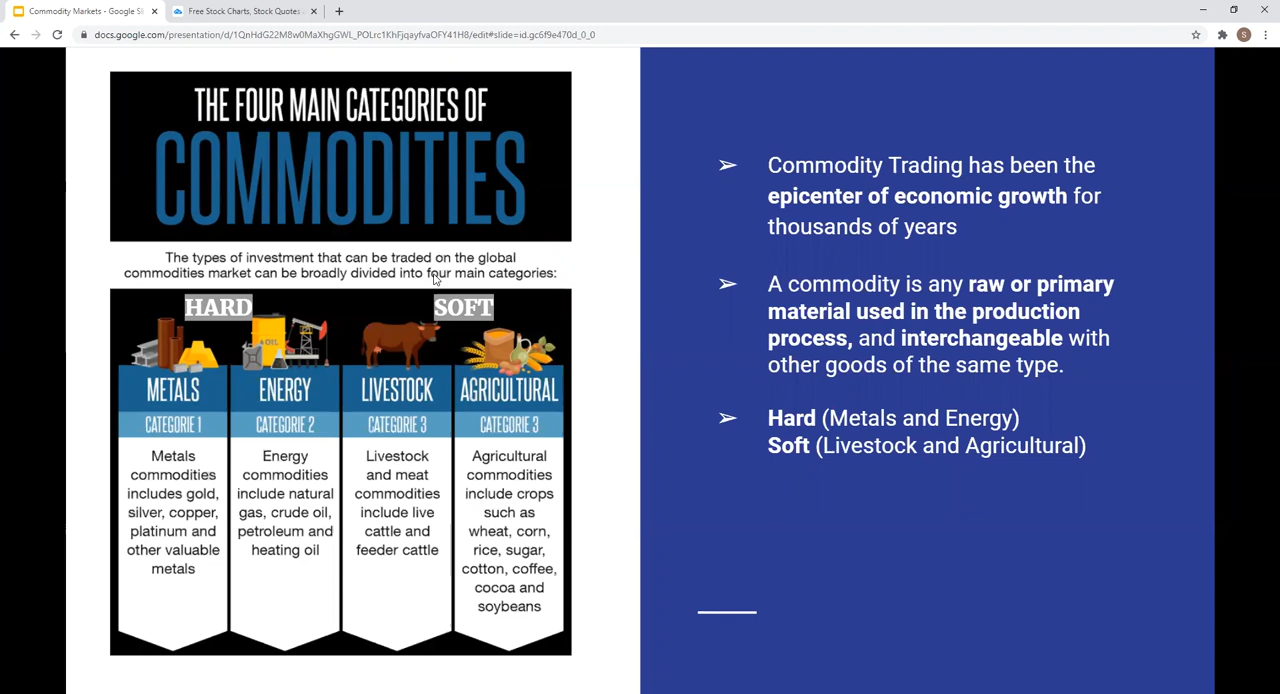 Commodity Markets - Google Sl
Free Stock Charts, Stock Quotes
docs.google.com/presentation/d/1QnHdG22M8w0MaXhgGWL_POLrc1KhFjqayfvaOFY41H8/edit#slide=id.gc6f9e470d_0_0
S
THE FOUR MAIN CATEGORIES OF
COMMODITIES
The types of investment that can be traded on the global
commodities market can be broadly divided into four main categories:
HARD
SOFT
OIL
METALS
CATEGORIE 1
Metals
commodities
includes gold,
silver, copper,
platinum and
other valuable
metals
ENERGY
CATEGORIE 2
Energy
commodities
include natural
gas, crude oil,
petroleum and
heating oil
LIVESTOCK
CATEGORIE 3
Livestock
and meat
commodities
include live
cattle and
feeder cattle
AGRICULTURAL
CATEGORIE 3
Agricultural
commodities
include crops
such as
wheat, corn,
rice, sugar,
cotton, coffee,
cocoa and
soybeans
➢ Commodity Trading has been the
epicenter of economic growth for
thousands of years
➢ A commodity is any raw or primary
material used in the production
process, and interchangeable with
other goods of the same type.
➢ Hard (Metals and Energy)
Soft (Livestock and Agricultural)